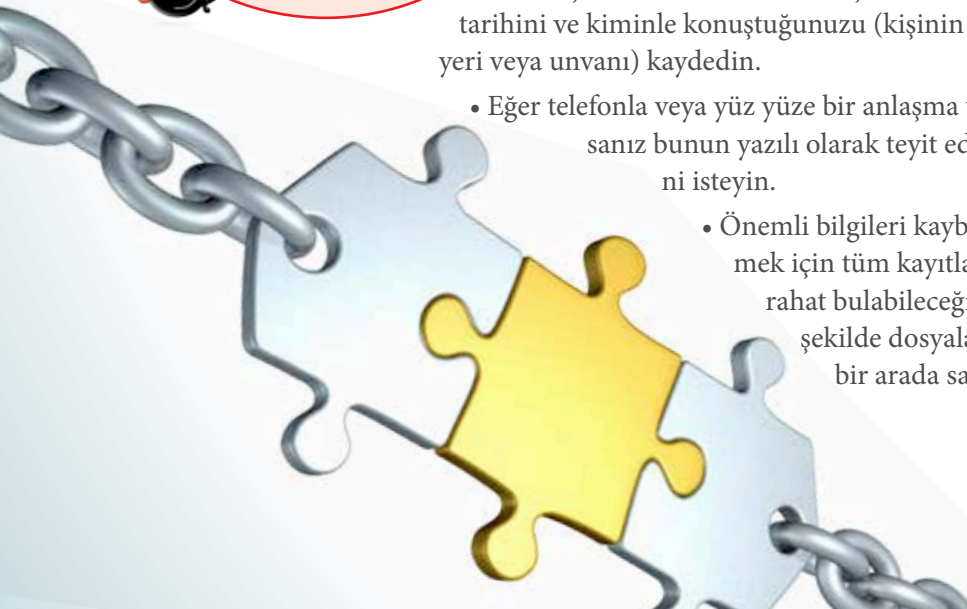 tarihini ve kiminle konuştuğunuzu (kişinin
yeri veya unvanı) kaydedin.
• Eğer telefonla veya yüz yüze bir anlaşma
sanız bunun yazılı olarak teyit ed
ni isteyin.
• Önemli bilgileri kayb
mek için tüm kayıtla
rahat bulabileceği
şekilde dosyala
bir arada sa